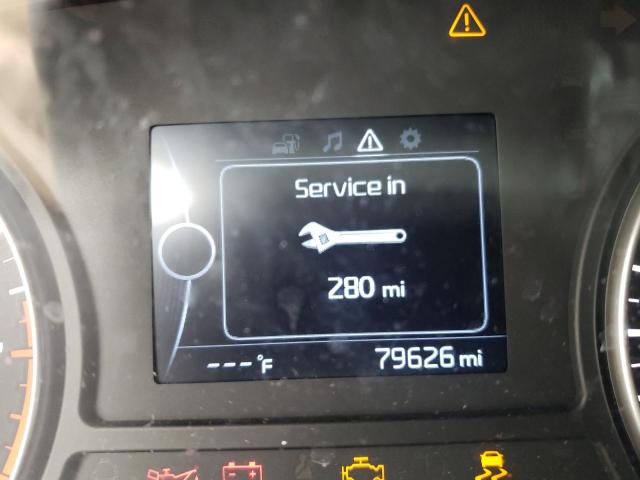 Service in
280 mi
---°F
79626 mi